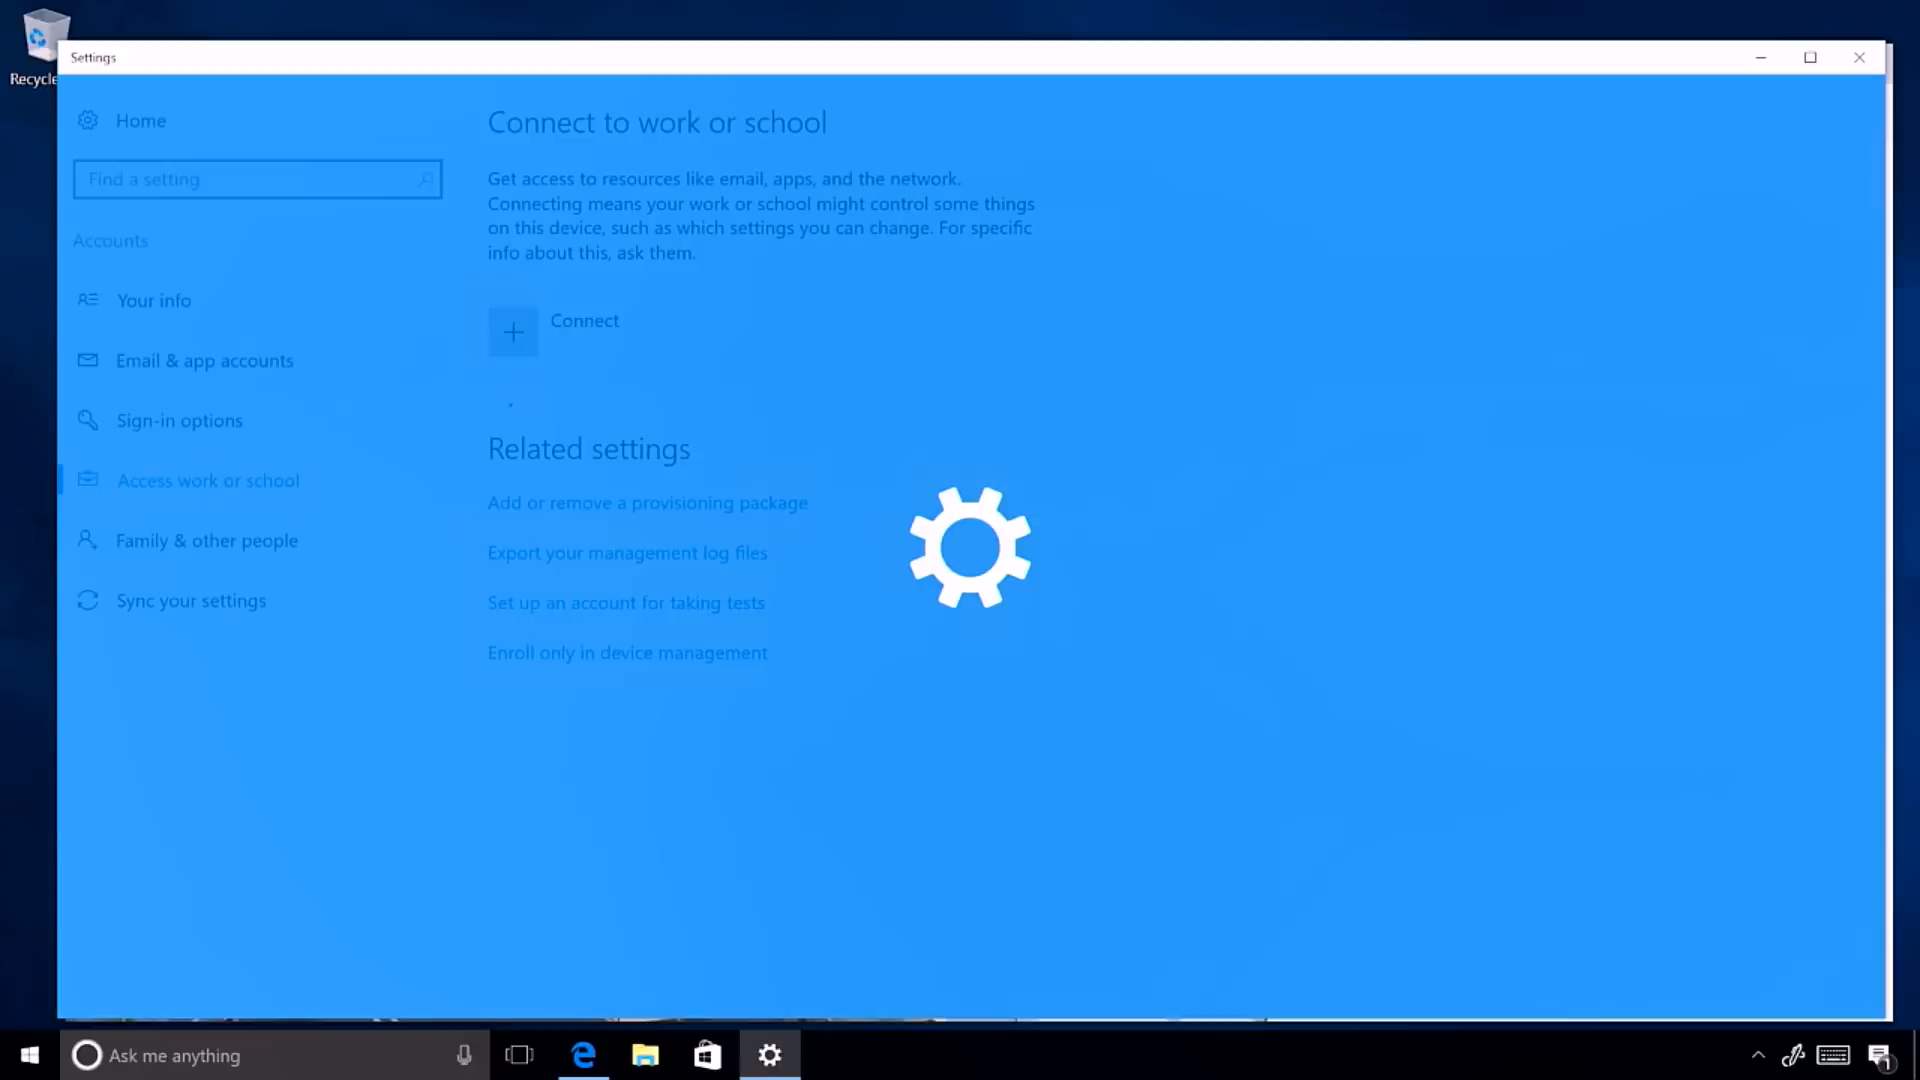 Recycle
Settings
Home
Find a setting
Accounts
Your info
Email & app accounts
Sign-in options
Access work or school
Family & other people
Sync your settings
Connect to work or school
Get access to resources like email, apps, and the network.
Connecting means your work or school might control some things
on this device, such as which settings you can change. For specific
info about this, ask them.
Connect
Related settings
Add or remove a provisioning package
Export your management log files
Set up an account for taking tests
Enroll only in device management
Ask me anything
1